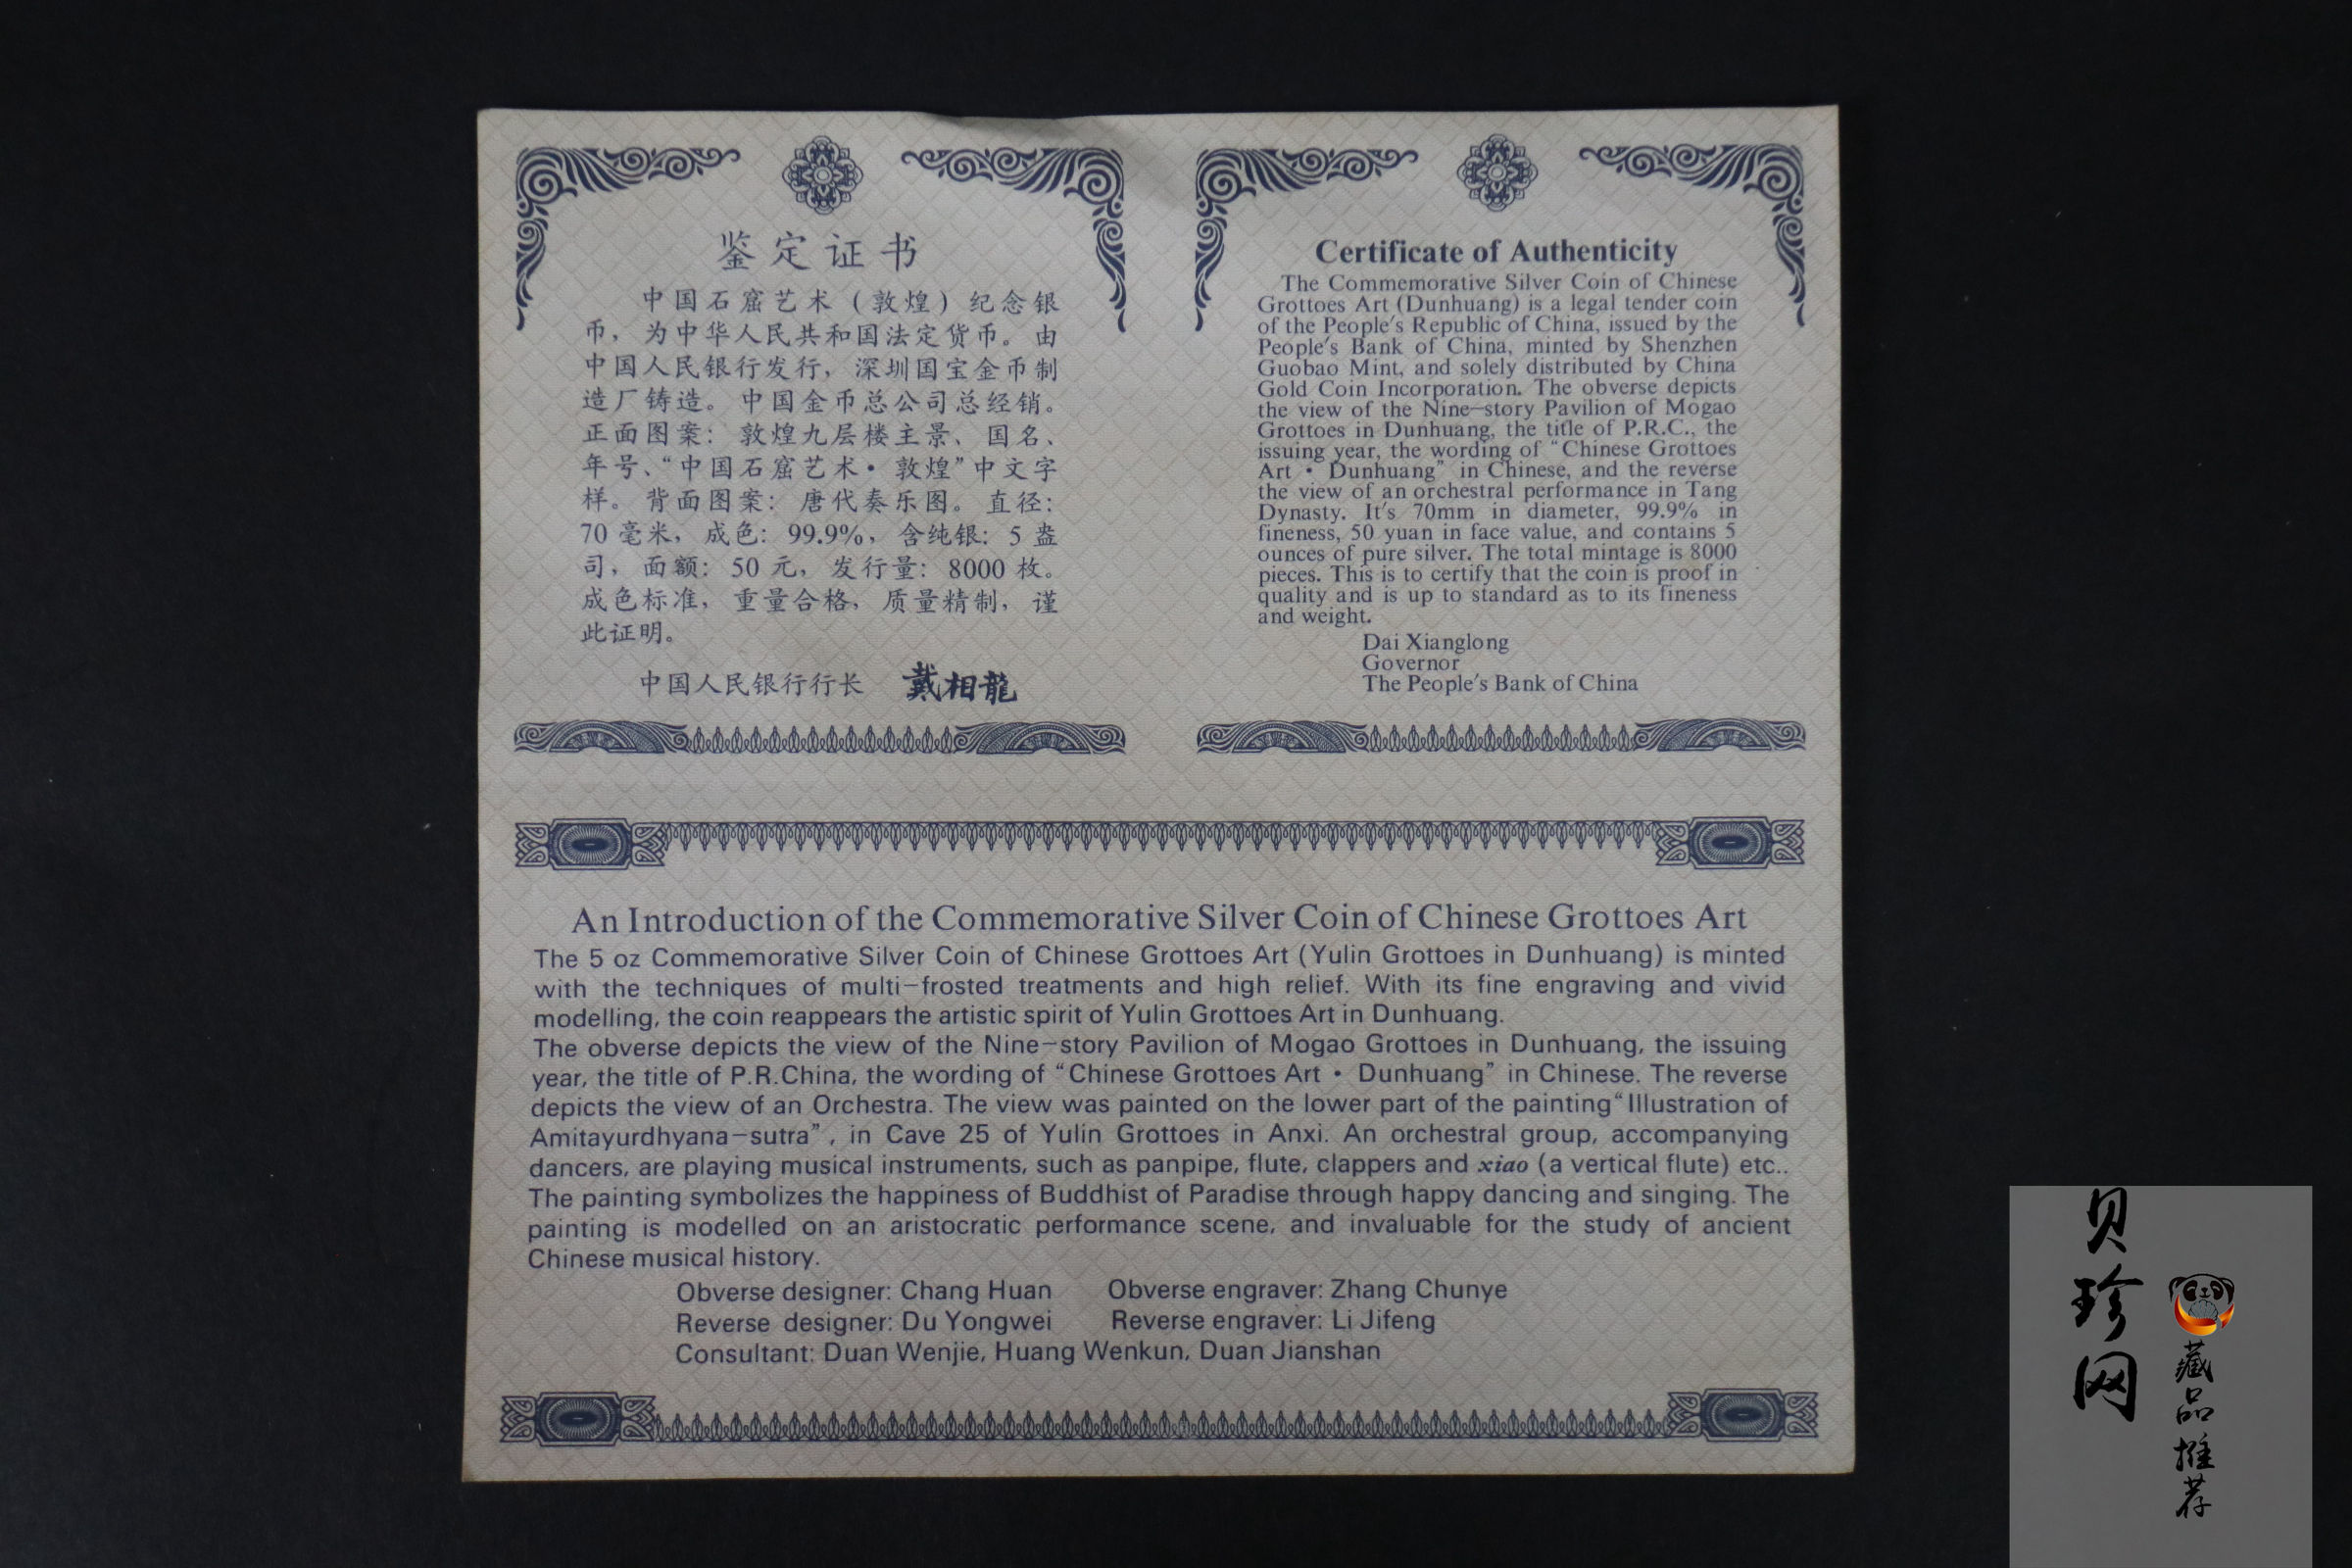 鉴定证书
中国石窟艺术（敦煌）纪念银
币，为中华人民共和国法定货币。由
中国人民银行发行，深圳国宝金币制
造厂铸造。中国金币总公司总经销。
正面图案：敦煌九层楼主景、国名、
年号、“中国石窟艺术·敦煌”中文字
样。背面图案：唐代奏乐图。直径：
70毫米，成色：99.9%，含纯银：5盎
司，面额：50元，发行量：8000枚。
成色标准，重量合格，质量精制，谨
此证明。
中国人民银行行长 戴相龍
Certificate of Authenticity
The Commemorative Silver Coin of Chinese
Grottoes Art (Dunhuang) is a legal tender coin
of the People's Republic of China, issued by the
People's Bank of China, minted by Shenzhen
Guobao Mint, and solely distributed by China
Gold Coin Incorporation. The obverse depicts
the view of the Nine-story Pavilion of Mogao
Grottoes in Dunhuang, the title of P.R.C., the
issuing year, the wording of “Chinese Grottoes
Art · Dunhuang” in Chinese, and the reverse
the view of an orchestral performance in Tang
Dynasty. It's 70mm in diameter, 99.9% in
fineness, 50 yuan in face value, and contains 5
ounces of pure silver. The total mintage is 8000
pieces. This is to certify that the coin is proof in
quality and is up to standard as to its fineness
and weight.
Dai Xianglong
Governor
The People's Bank of China
An Introduction of the Commemorative Silver Coin of Chinese Grottoes Art
The 5 oz Commemorative Silver Coin of Chinese Grottoes Art (Yulin Grottoes in Dunhuang) is minted
with the techniques of multi-frosted treatments and high relief. With its fine engraving and vivid
modelling, the coin reappears the artistic spirit of Yulin Grottoes Art in Dunhuang.
The obverse depicts the view of the Nine-story Pavilion of Mogao Grottoes in Dunhuang, the issuing
year, the title of P.R.China, the wording of “Chinese Grottoes Art · Dunhuang” in Chinese. The reverse
depicts the view of an Orchestra. The view was painted on the lower part of the painting“Illustration of
Amitayurdhyana-sutra”, in Cave 25 of Yulin Grottoes in Anxi. An orchestral group, accompanying
dancers, are playing musical instruments, such as panpipe, flute, clappers and xiao (a vertical flute) etc..
The painting symbolizes the happiness of Buddhist of Paradise through happy dancing and singing. The
painting is modelled on an aristocratic performance scene, and invaluable for the study of ancient
Chinese musical history.
Obverse designer: Chang Huan Obverse engraver: Zhang Chunye
Reverse designer: Du Yongwei Reverse engraver: Li Jifeng
Consultant: Duan Wenjie, Huang Wenkun, Duan Jianshan
贝珍网
藏品推荐